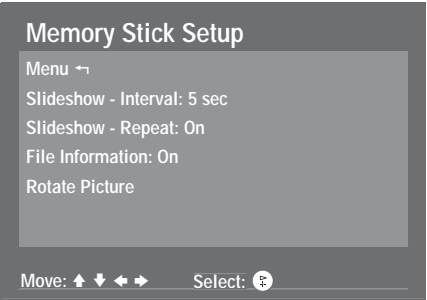 Memory Stick Setup
Menu ↰
Slideshow - Interval: 5 sec
Slideshow - Repeat: On
File Information: On
Rotate Picture
Move: ↑ ↓ ← → Select: